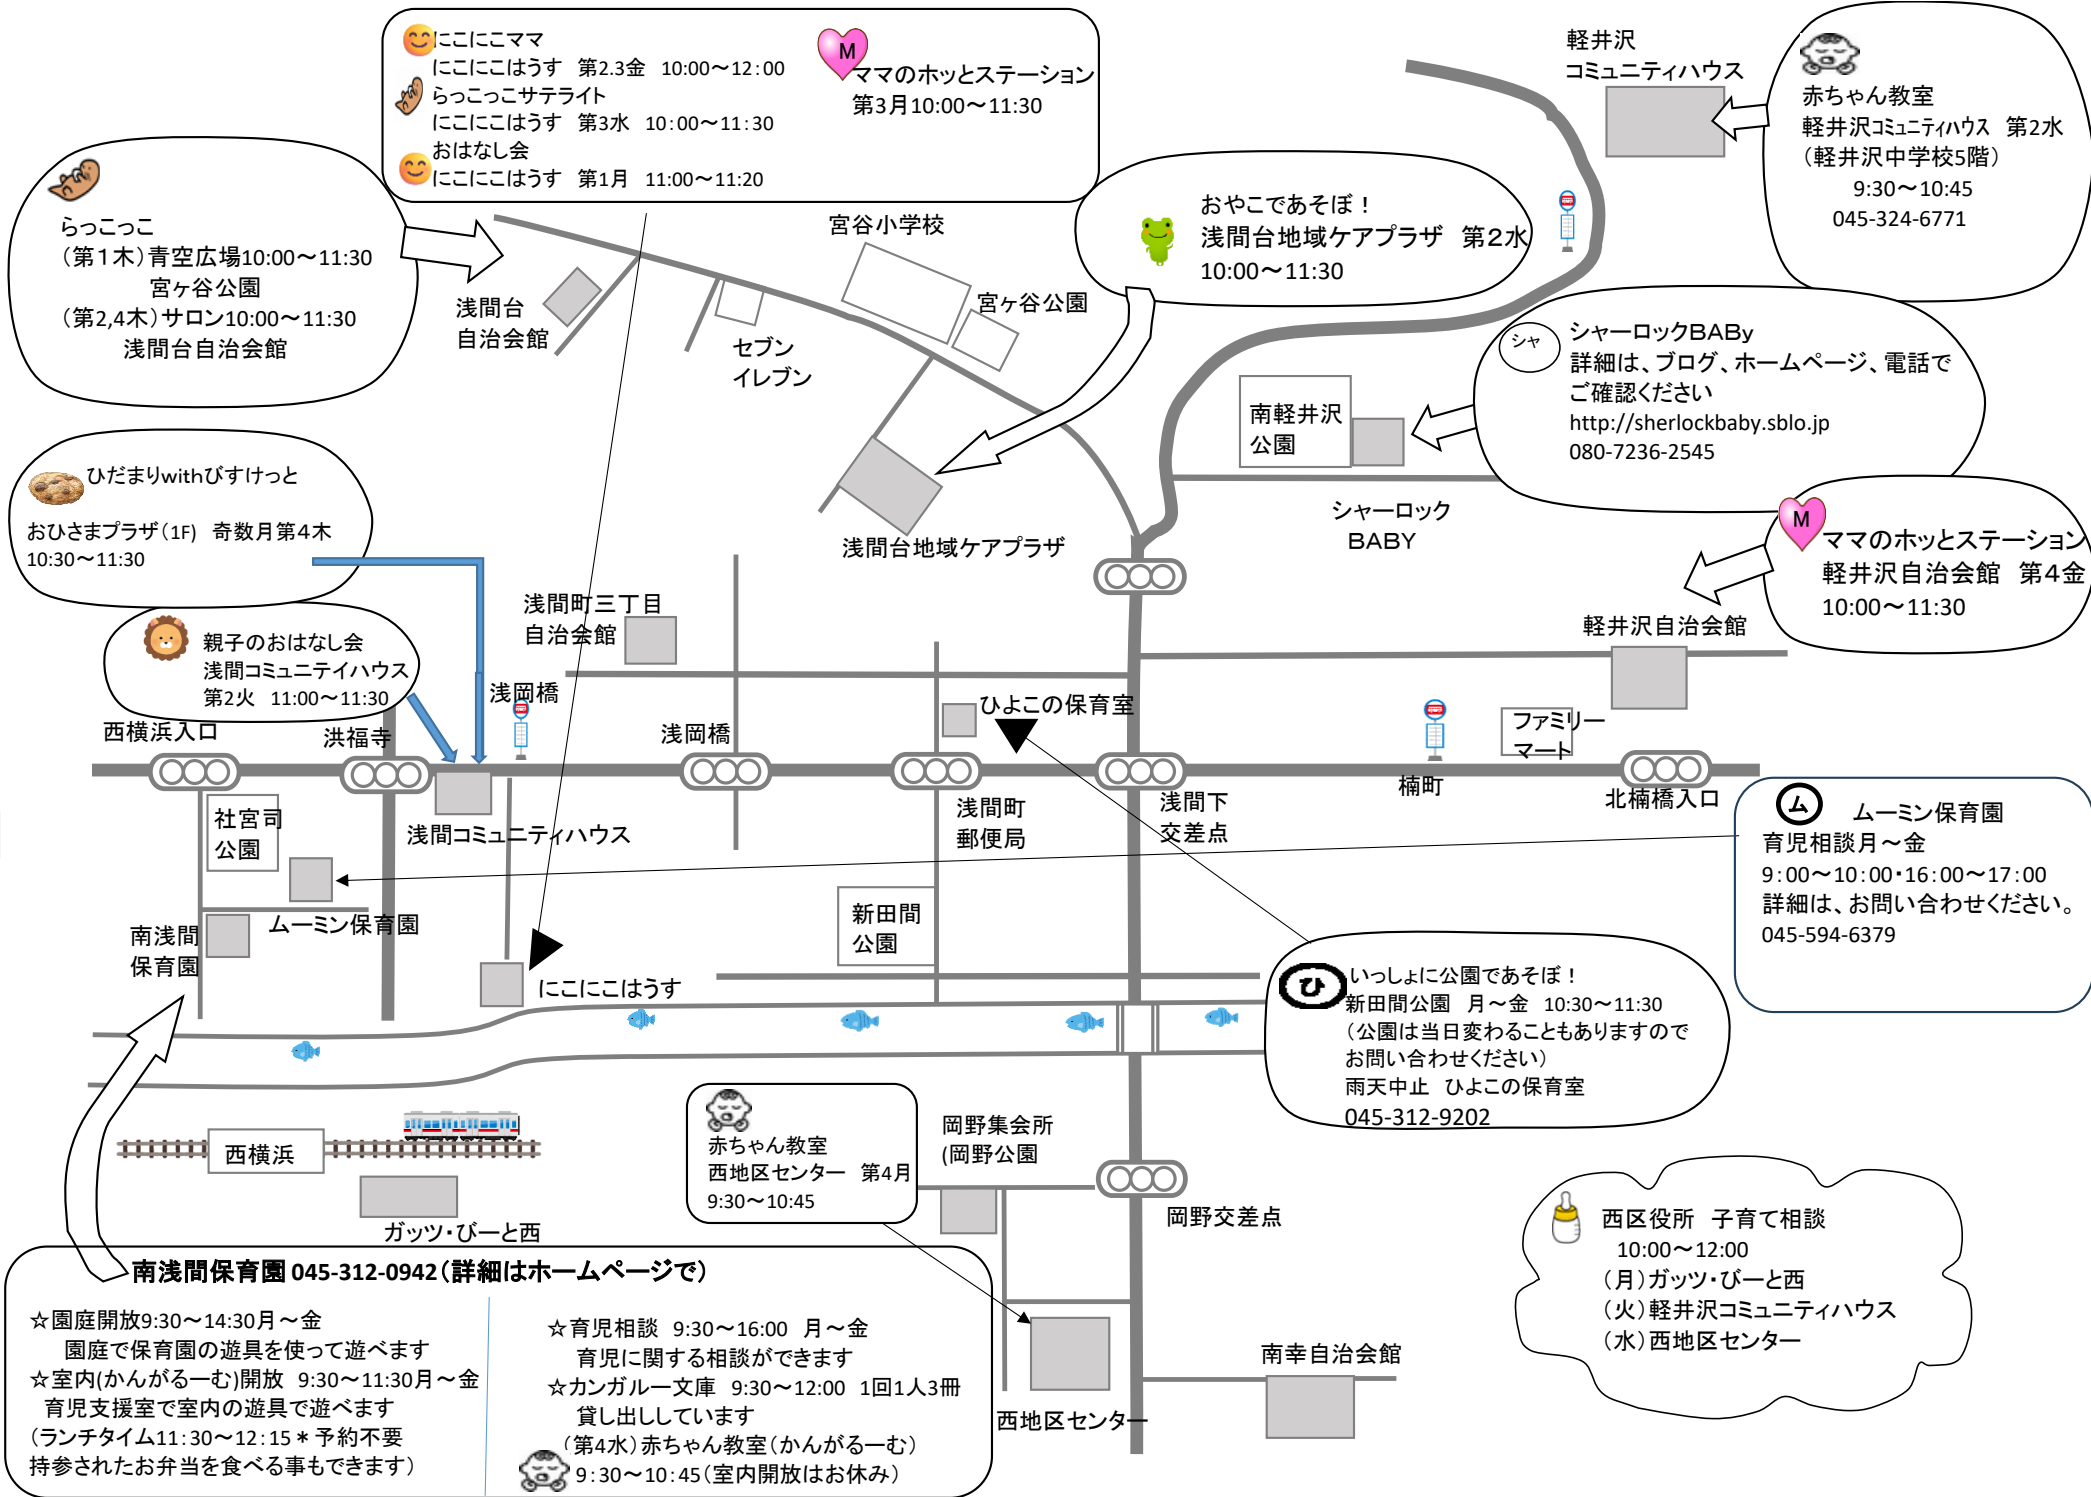 にこにこママ
にこにこはうす 第2.3金 10:00～12:00
らっこっこサテライト
にこにこはうす 第3水 10:00～11:30
おはなし会
にこにこはうす 第1月 11:00～11:20
M
ママのホッとステーション
第3月10:00～11:30
軽井沢
コミュニティハウス
赤ちゃん教室
軽井沢コミュニティハウス 第2水
（軽井沢中学校5階）
9:30～10:45
045-324-6771
らっこっこ
（第１木）青空広場10:00～11:30
宮ヶ谷公園
（第2,4木）サロン10:00～11:30
浅間台自治会館
浅間台
自治会館
宮谷小学校
宮ヶ谷公園
セブン
イレブン
おやこであそぼ！
浅間台地域ケアプラザ 第２水
10:00～11:30
シャ
シャーロックBABy
詳細は、ブログ、ホームページ、電話で
ご確認ください
http://sherlockbaby.sblo.jp
080-7236-2545
南軽井沢
公園
シャーロック
BABY
浅間台地域ケアプラザ
ひだまりwithびすけっと
おひさまプラザ（1F) 奇数月第４木
10:30～11:30
M
ママのホッとステーション
軽井沢自治会館 第４金
10:00～11:30
軽井沢自治会館
浅間町三丁目
自治会館
親子のおはなし会
浅間コミュニテイハウス
第2火 11:00～11:30
西横浜入口
洪福寺
浅岡橋
浅岡橋
ひよこの保育室
ファミリー
マート
楠町
北楠橋入口
社宮司
公園
浅間コミュニティハウス
浅間町
郵便局
浅間下
交差点
ム
ムーミン保育園
育児相談月～金
9:00～10:00・16:00～17:00
詳細は、お問い合わせください。
045-594-6379
ムーミン保育園
南浅間
保育園
新田間
公園
にこにこはうす
ひ
いっしょに公園であそぼ！
新田間公園 月～金 10:30～11:30
（公園は当日変わることもありますので
お問い合わせください）
雨天中止 ひよこの保育室
045-312-9202
西横浜
ガッツ・びーと西
赤ちゃん教室
西地区センター 第4月
9:30～10:45
岡野集会所
(岡野公園
岡野交差点
西区役所 子育て相談
10:00～12:00
（月）ガッツ・びーと西
（火）軽井沢コミュニティハウス
（水）西地区センター
南浅間保育園 045-312-0942（詳細はホームページで）
☆園庭開放9:30～14:30月～金
園庭で保育園の遊具を使って遊べます
☆室内(かんがるーむ)開放 9:30～11:30月～金
育児支援室で室内の遊具で遊べます
（ランチタイム11:30～12:15＊予約不要
持参されたお弁当を食べる事もできます）
☆育児相談 9:30～16:00 月～金
育児に関する相談ができます
☆カンガルー文庫 9:30～12:00 1回1人3冊
貸し出ししています
（第4水）赤ちゃん教室（かんがるーむ）
9:30～10:45（室内開放はお休み）
西地区センター
南幸自治会館